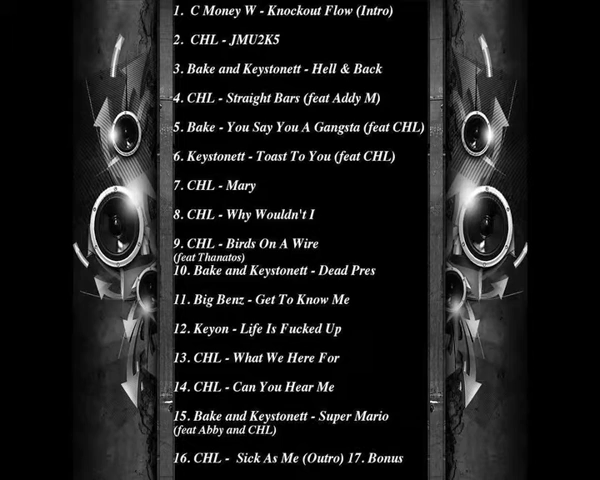 1. C Money W - Knockout Flow (Intro)
2. CHL - JMU2K5
3. Bake and Keystonett - Hell & Back
4. CHL - Straight Bars (feat Addy M)
5. Bake - You Say You A Gangsta (feat CHL)
6. Keystonett - Toast To You (feat CHL)
7. CHL - Mary
8. CHL - Why Wouldn't I
9. CHL - Birds On A Wire
(feat Thanatos)
10. Bake and Keystonett - Dead Pres
11. Big Benz - Get To Know Me
12. Keyon - Life Is Fucked Up
13. CHL - What We Here For
14. CHL - Can You Hear Me
15. Bake and Keystonett - Super Mario
(feat Abby and CHL)
16. CHL - Sick As Me (Outro) 17. Bonus